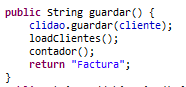 public String guardar() {
clidao.guardar(cliente);
loadClientes();
contador();
return "Factura";
}